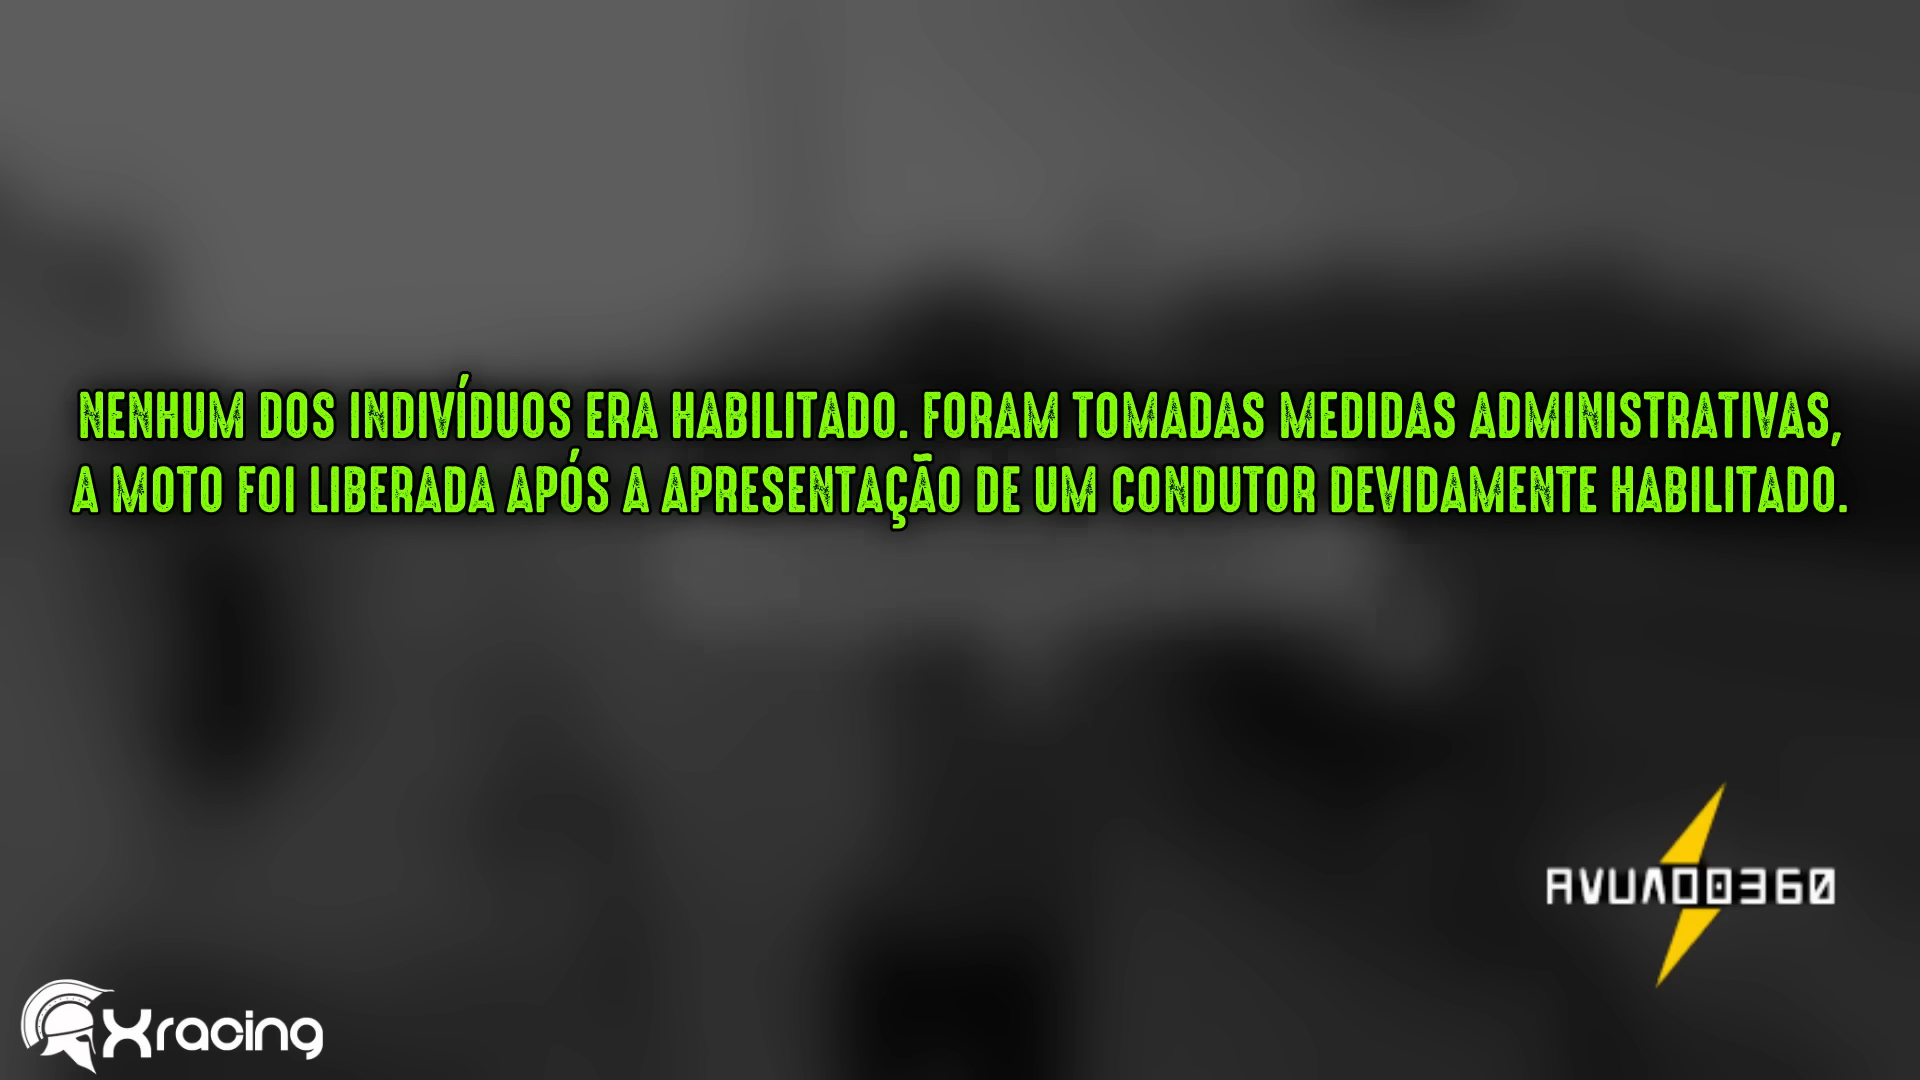 NENHUM DOS INDIVÍDUOS ERA HABILITADO. FORAM TOMADAS MEDIDAS ADMINISTRATIVAS,
A MOTO FOI LIBERADA APÓS A APRESENTAÇÃO DE UM CONDUTOR DEVIDAMENTE HABILITADO.
AVUADO360
Xracing